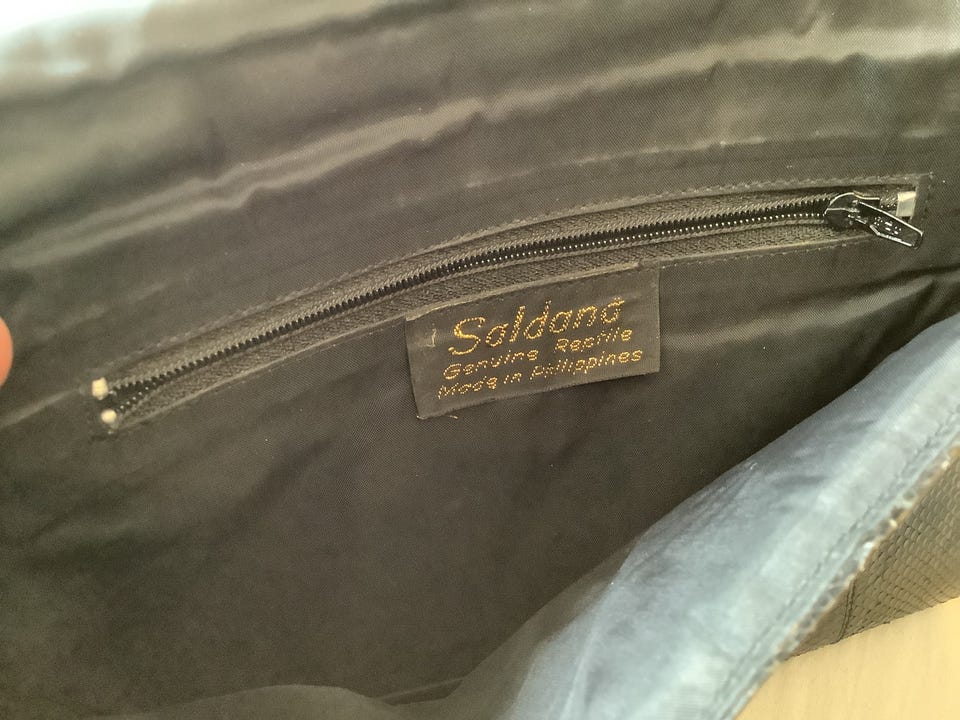 Saldana
Genuine Reptile
Made in Philippines